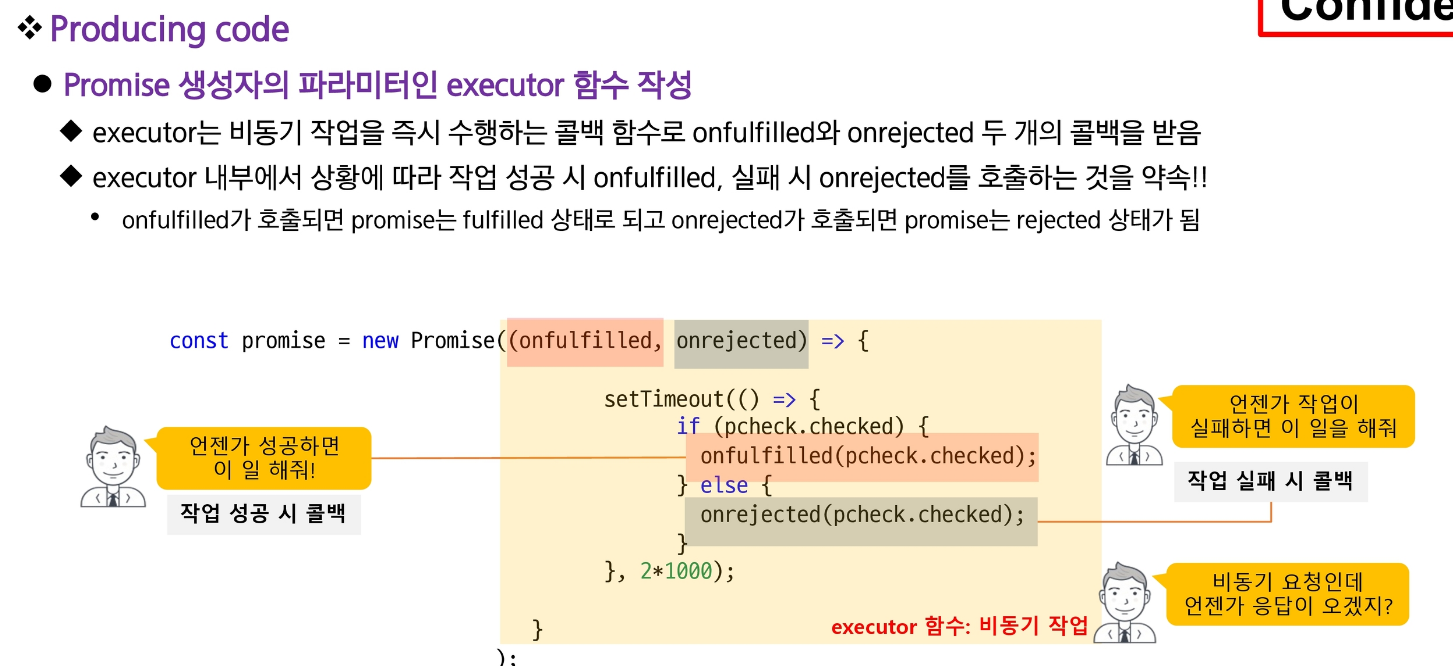 Producing code
Promise 생성자의 파라미터인 executor 함수 작성
executor는 비동기 작업을 즉시 수행하는 콜백 함수로 onfulfilled와 onrejected 두 개의 콜백을 받음
executor 내부에서 상황에 따라 작업 성공 시 onfulfilled, 실패 시 onrejected를 호출하는 것을 약속!!
onfulfilled가 호출되면 promise는 fulfilled 상태로 되고 onrejected가 호출되면 promise는 rejected 상태가 됨
const promise = new Promise((onfulfilled, onrejected) => {
setTimeout(() => {
if (pcheck.checked) {
onfulfilled(pcheck.checked);
} else {
onrejected(pcheck.checked);
}
}, 2*1000);
}
);
언젠가 성공하면
이 일 해줘!
작업 성공 시 콜백
언젠가 작업이
실패하면 이 일을 해줘
작업 실패 시 콜백
비동기 요청인데
언젠가 응답이 오겠지?
executor 함수: 비동기 작업